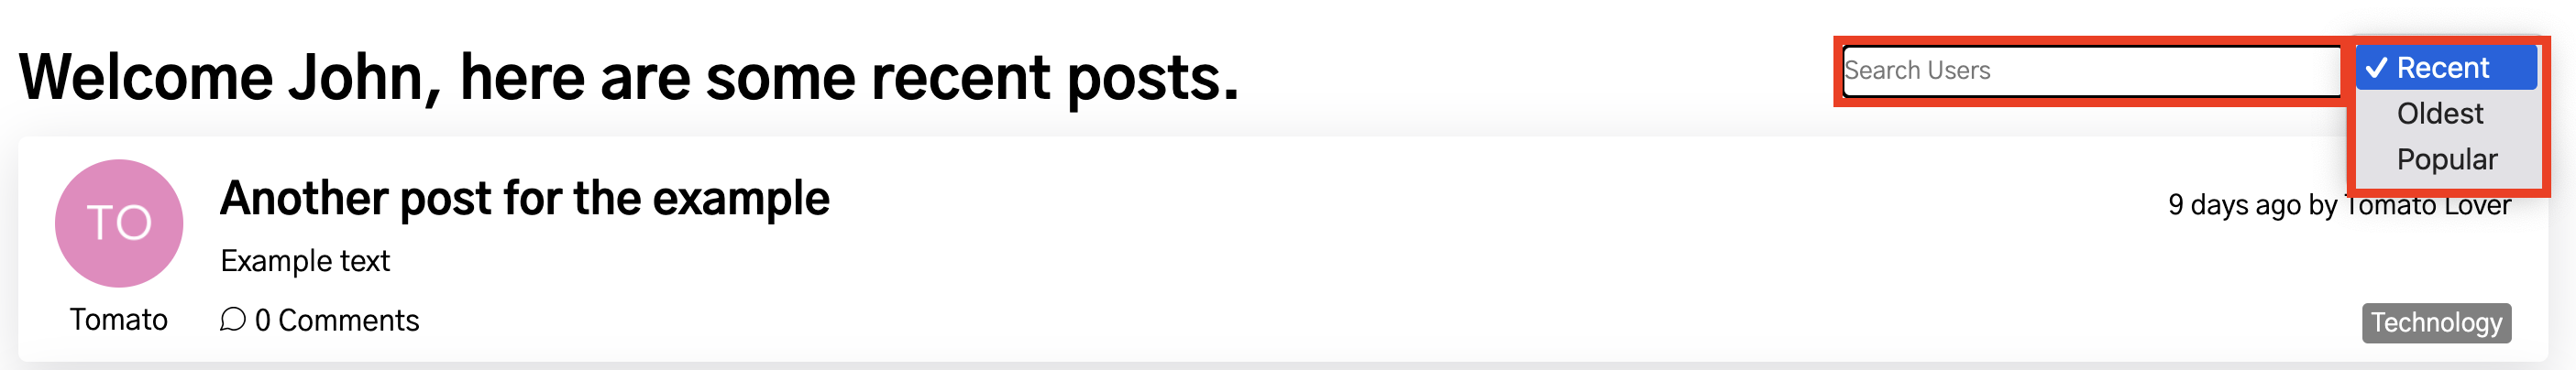 Welcome John, here are some recent posts.
Search Users
✓ Recent
Oldest
Popular
TO
Tomato
Another post for the example
Example text
0 Comments
9 days ago by Tomato Lover
Technology